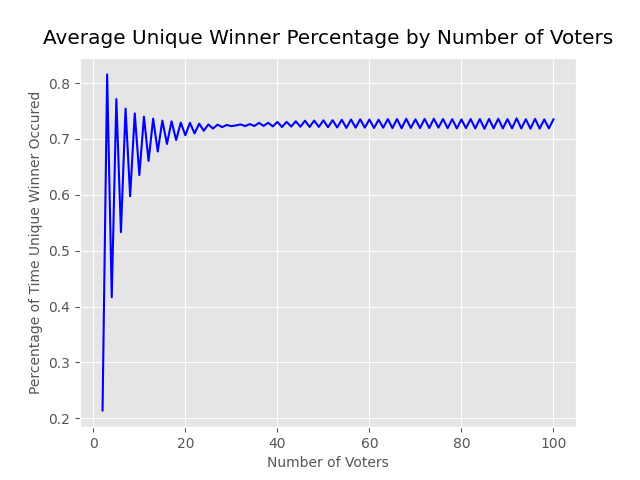 Average Unique Winner Percentage by Number of Voters
Percentage of Time Unique Winner Occured
0.8
0.7
0.6
0.5
0.4
0.3
0.2
0 20 40 60 80 100
Number of Voters